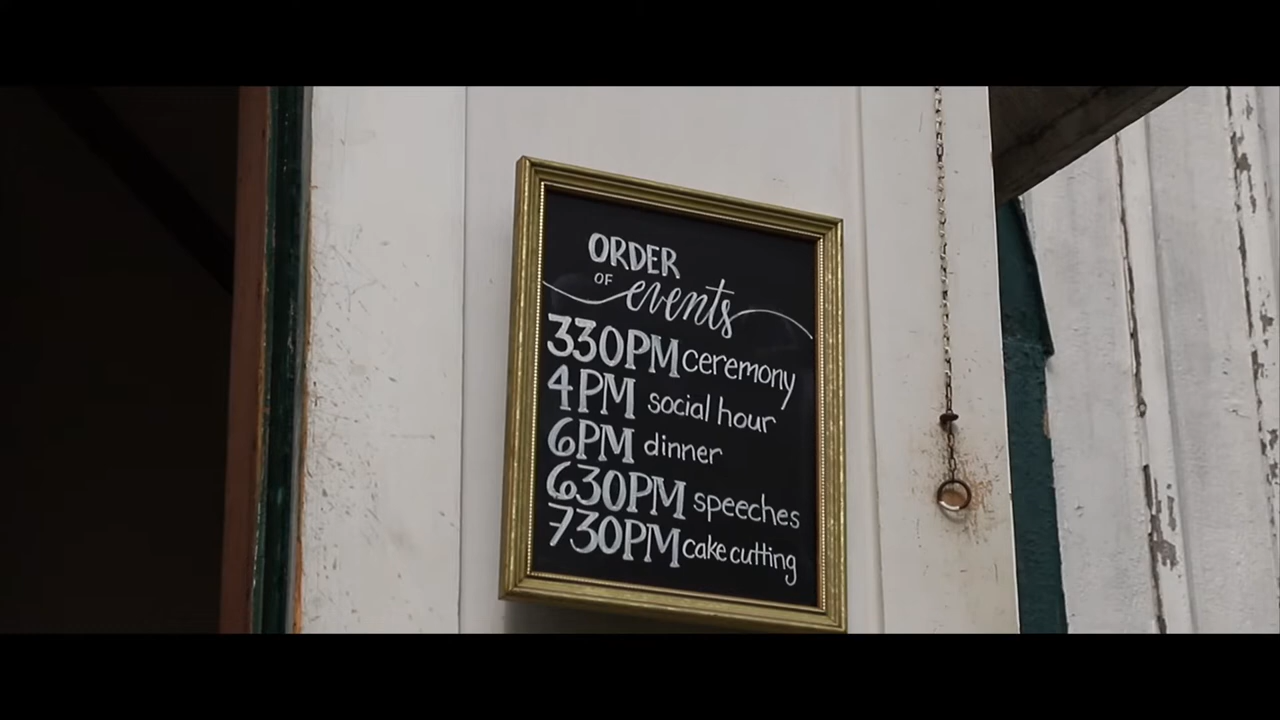 ORDER
OF events
330PM ceremony
4PM social hour
6PM dinner
630PM speeches
730PM cake cutting